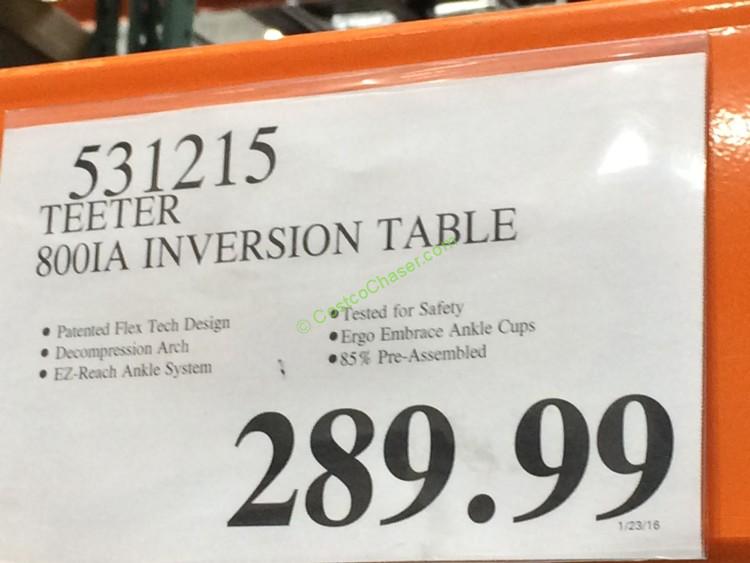 531215
TEETER
800IA INVERSION TABLE
• Patented Flex Tech Design
• Decompression Arch
• EZ-Reach Ankle System
• Tested for Safety
• Ergo Embrace Ankle Cups
• 85% Pre-Assembled
© CostcoChaser.com
289.99
1/23/16